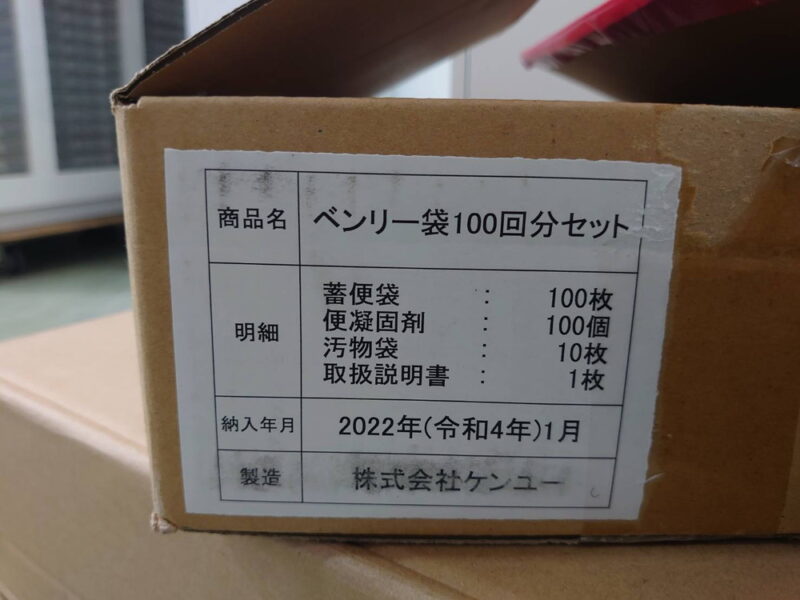 商品名 ベンリー袋100回分セット
明細
蓄便袋 : 100枚
便凝固剤 : 100個
汚物袋 : 10枚
取扱説明書 : 1枚
納入年月 2022年(令和4年)1月
製造 株式会社ケンユー